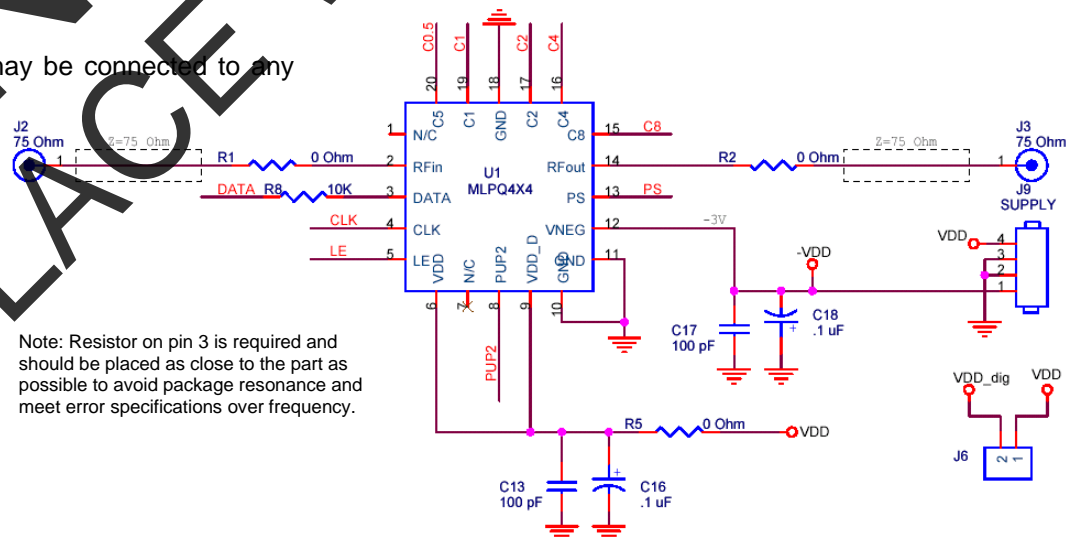 may be connected to any
LACE
C0.5
C1
C2
C4
20
19
18
17
16
C5
C1
GND
C2
C4
J2
75 Ohm
1
Z=75 Ohm
R1
0 Ohm
DATA
R8
10K
CLK
LE
1
2
3
4
5
N/C
RFin
DATA
CLK
LE
U1
MLPQ4X4
C8
RFout
PS
VNEG
GND
15
14
13
12
11
C8
PS
-3V
R2
0 Ohm
Z=75 Ohm
1
J3
75 Ohm
J9
SUPPLY
VDD
4
3
2
1
-VDD
VDD
N/C
PUP2
VDD_D
GND
6
7
8
9
10
PUP2
C17
100 pF
C18
.1 uF
+
Note: Resistor on pin 3 is required and
should be placed as close to the part as
possible to avoid package resonance and
meet error specifications over frequency.
R5
0 Ohm
VDD
C13
100 pF
+
C16
.1 uF
VDD_dig
VDD
J6
2
1